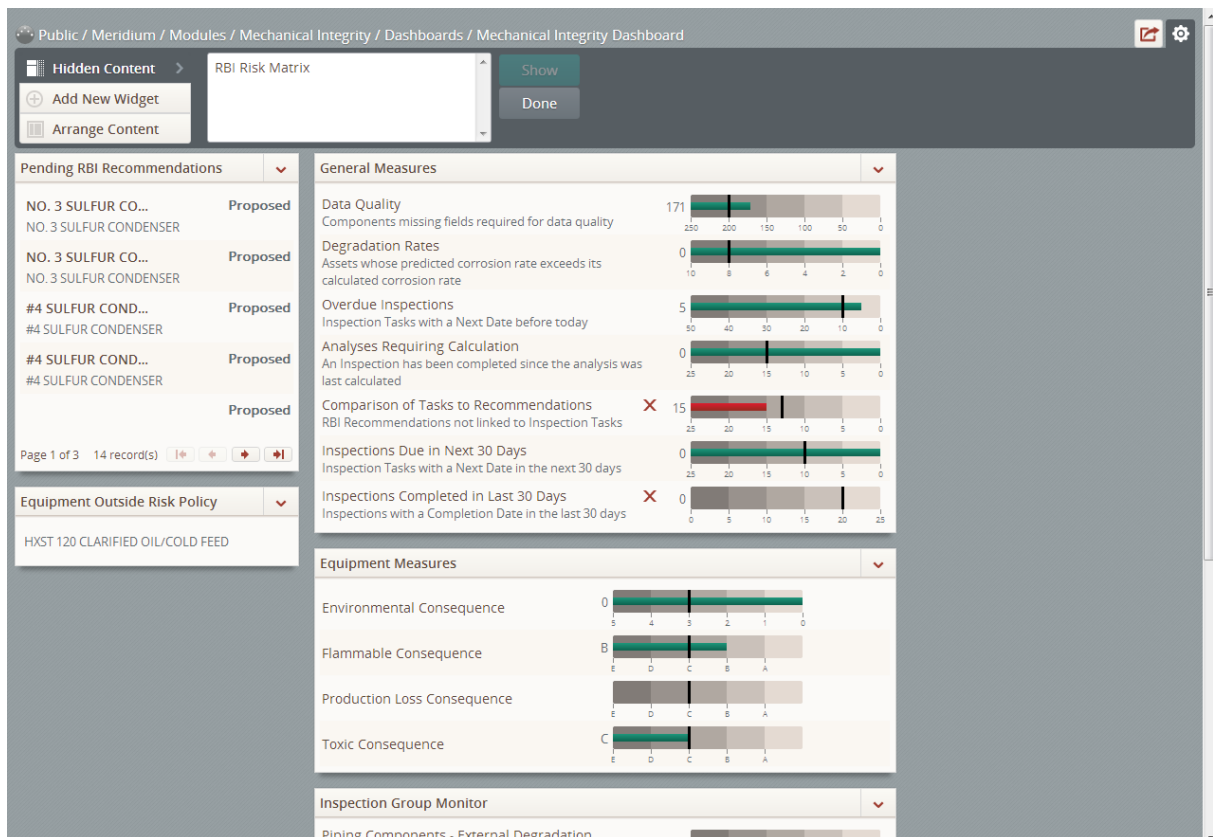 Public / Meridium / Modules / Mechanical Integrity / Dashboards / Mechanical Integrity Dashboard
Hidden Content >
RBI Risk Matrix
Show
Add New Widget
Done
Arrange Content
Pending RBI Recommendations
NO. 3 SULFUR CO... Proposed
NO. 3 SULFUR CONDENSER
NO. 3 SULFUR CO... Proposed
NO. 3 SULFUR CONDENSER
#4 SULFUR COND... Proposed
#4 SULFUR CONDENSER
#4 SULFUR COND... Proposed
#4 SULFUR CONDENSER
Proposed
Page 1 of 3 14 record(s)
Equipment Outside Risk Policy
HXST 120 CLARIFIED OIL/COLD FEED
General Measures
Data Quality 171
Components missing fields required for data quality
250 200 150 100 50 0
Degradation Rates 0
Assets whose predicted corrosion rate exceeds its
calculated corrosion rate
10 8 6 4 2 0
Overdue Inspections 5
Inspection Tasks with a Next Date before today
50 40 30 20 10 0
Analyses Requiring Calculation 0
An Inspection has been completed since the analysis was
last calculated
25 20 15 10 5 0
Comparison of Tasks to Recommendations X 15
RBI Recommendations not linked to Inspection Tasks
25 20 15 10 5 0
Inspections Due in Next 30 Days 0
Inspection Tasks with a Next Date in the next 30 days
25 20 15 10 5 0
Inspections Completed in Last 30 Days X 0
Inspections with a Completion Date in the last 30 days
0 5 10 15 20 25
Equipment Measures
Environmental Consequence 0
5 4 3 2 1 0
Flammable Consequence B
E D C B A
Production Loss Consequence
E D C B A
Toxic Consequence C
E D C B A
Inspection Group Monitor
Piping Components - External Degradation